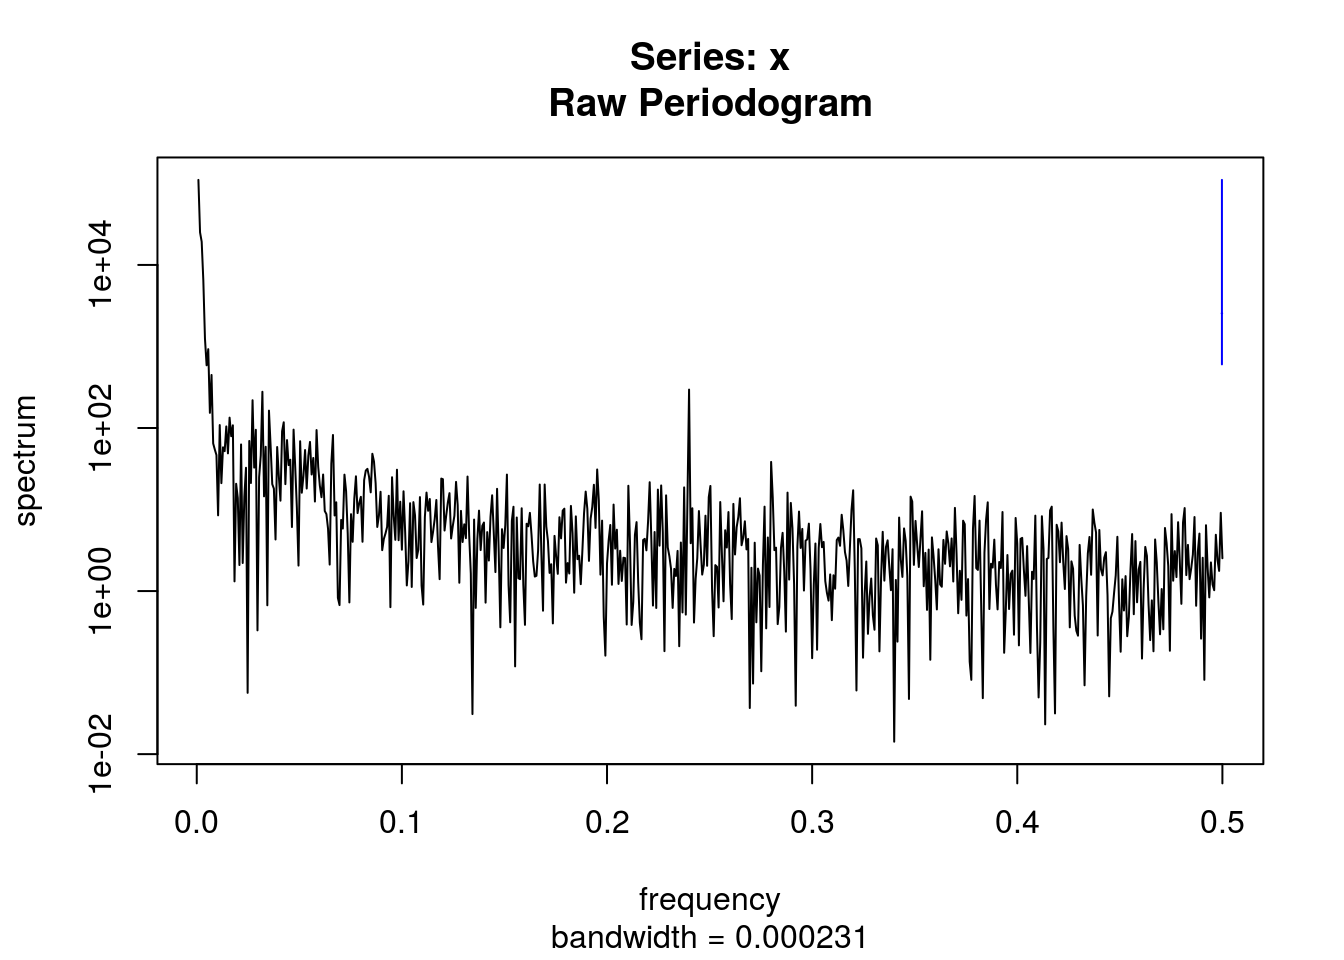 Series: x
Raw Periodogram
spectrum
1e+04
1e+02
1e+00
1e-02
0.0 0.1 0.2 0.3 0.4 0.5
frequency
bandwidth = 0.000231